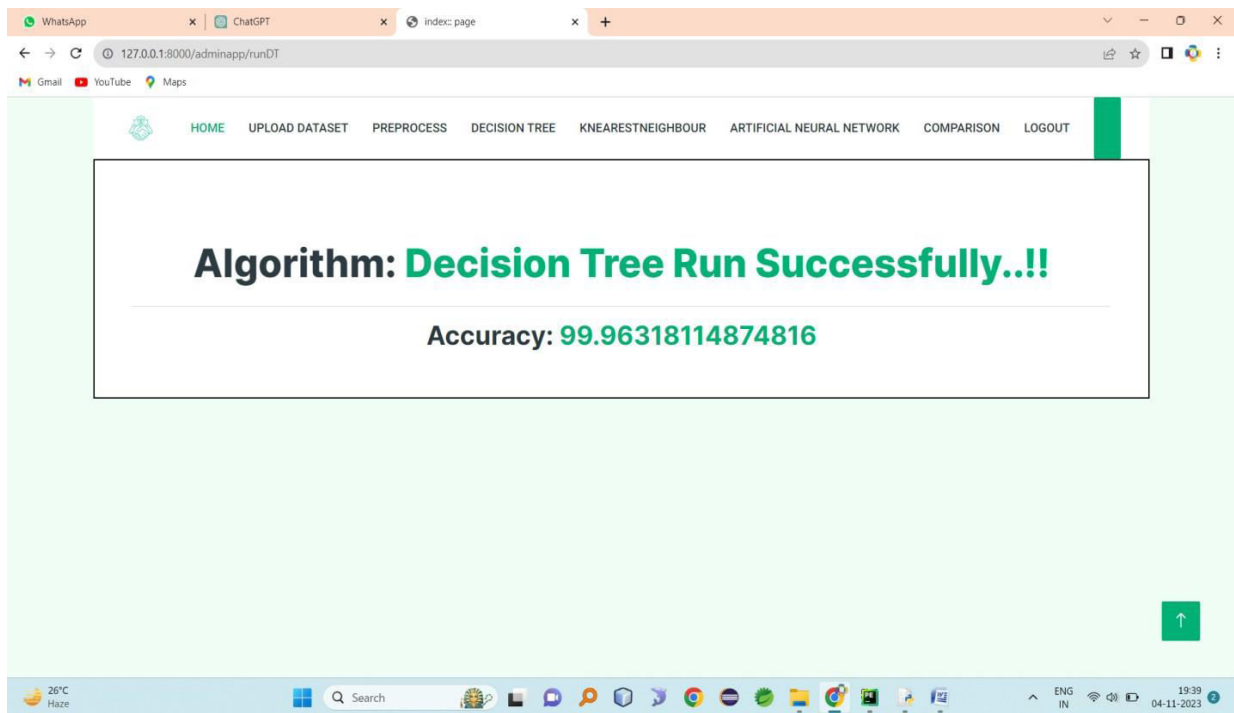 WhatsApp
ChatGPT
index:: page
127.0.0.1:8000/adminapp/runDT
Gmail YouTube Maps
HOME UPLOAD DATASET PREPROCESS DECISION TREE KNEARESTNEIGHBOUR ARTIFICIAL NEURAL NETWORK COMPARISON LOGOUT
Algorithm: Decision Tree Run Successfully..!!
Accuracy: 99.96318114874816
26°C
Haze
Search
ENG
IN
19:39
04-11-2023
2